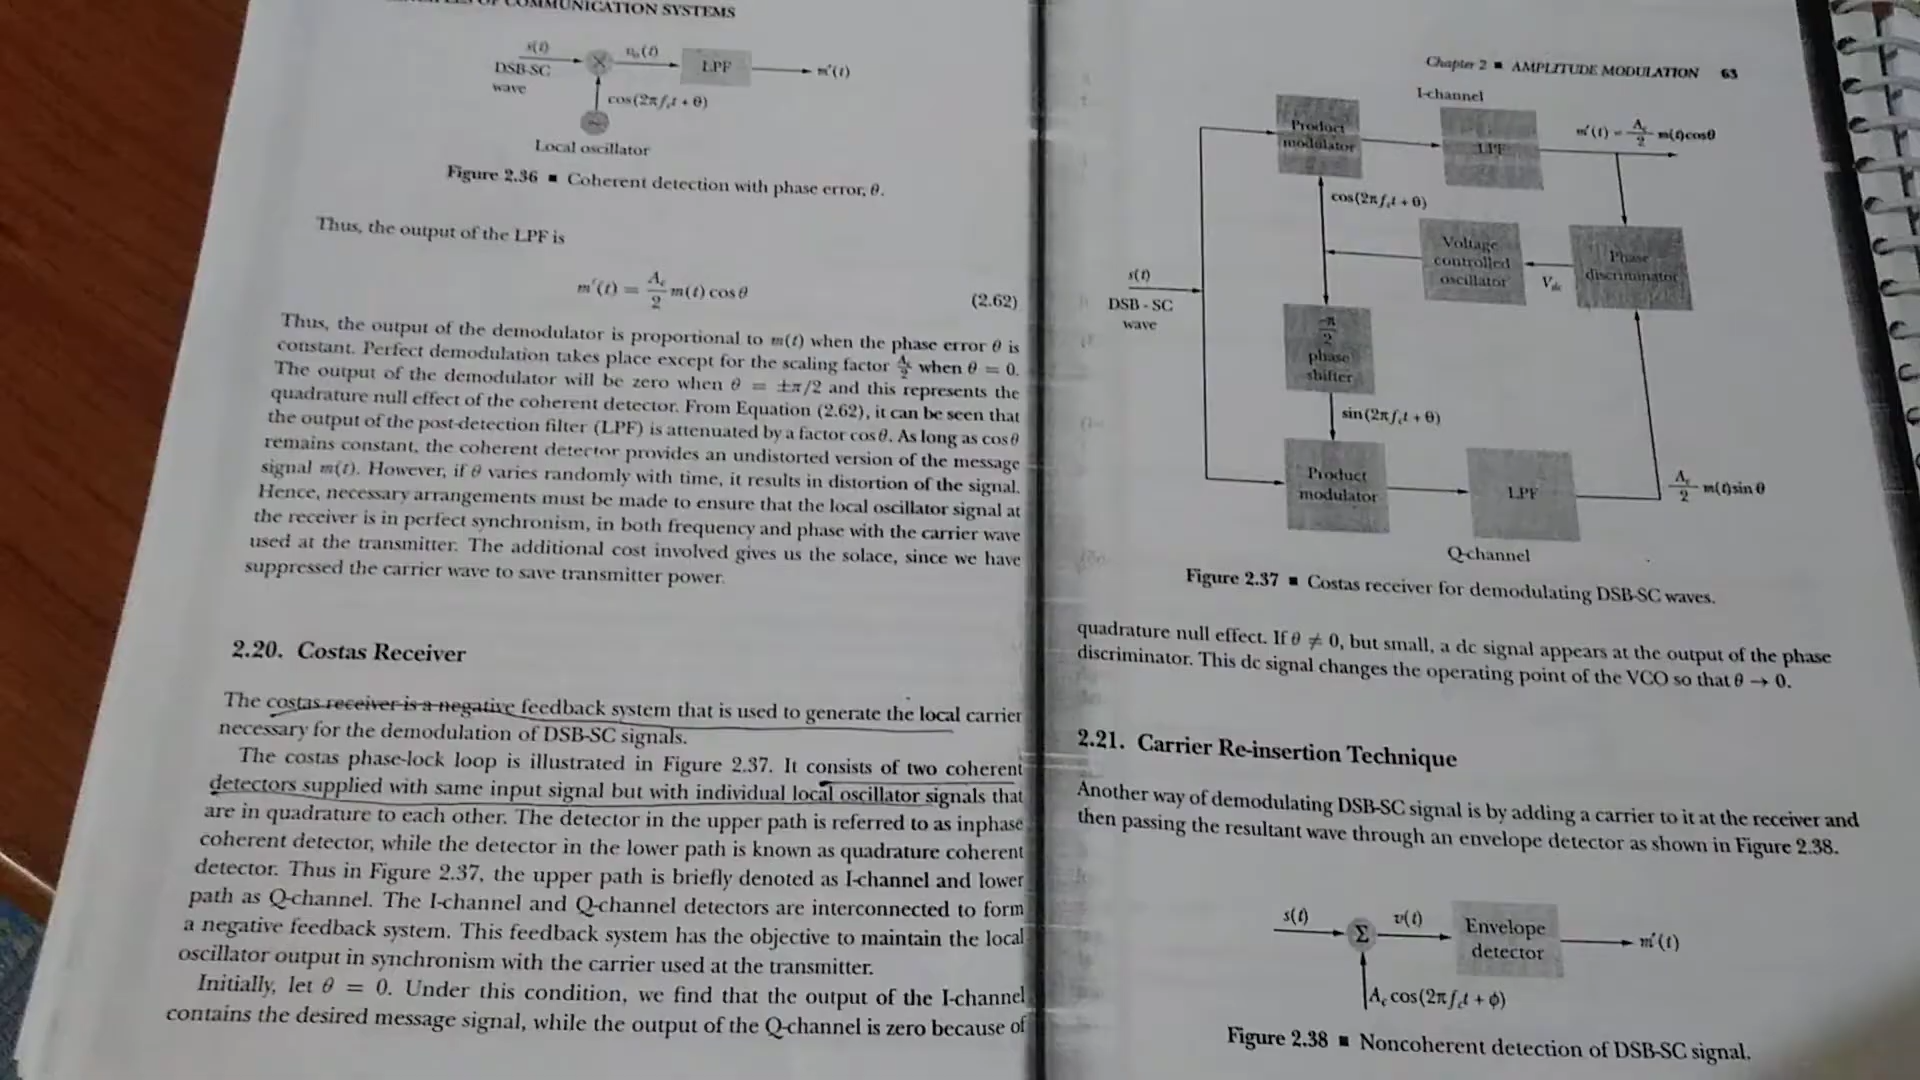 OF COMMUNICATION SYSTEMS
s(t)
DSB-SC
wave
LPF
m'(t)
cos(2πf_c t + θ)
Local oscillator
Figure 2.36 ■ Coherent detection with phase error, θ.
Thus, the output of the LPF is
m'(t) = A_c/2 m(t) cos θ
(2.62)
Thus, the output of the demodulator is proportional to m(t) when the phase error θ is
constant. Perfect demodulation takes place except for the scaling factor A_c/2 when θ = 0.
The output of the demodulator will be zero when θ = ±π/2 and this represents the
quadrature null effect of the coherent detector. From Equation (2.62), it can be seen that
the output of the post-detection filter (LPF) is attenuated by a factor cos θ. As long as cos θ
remains constant, the coherent detector provides an undistorted version of the message
signal m(t). However, if θ varies randomly with time, it results in distortion of the signal.
Hence, necessary arrangements must be made to ensure that the local oscillator signal at
the receiver is in perfect synchronism, in both frequency and phase with the carrier wave
used at the transmitter. The additional cost involved gives us the solace, since we have
suppressed the carrier wave to save transmitter power.
2.20. Costas Receiver
The costas receiver is a negative feedback system that is used to generate the local carrier
necessary for the demodulation of DSB-SC signals.
The costas phase-lock loop is illustrated in Figure 2.37. It consists of two coherent
detectors supplied with same input signal but with individual local oscillator signals that
are in quadrature to each other. The detector in the upper path is referred to as inphase
coherent detector, while the detector in the lower path is known as quadrature coherent
detector. Thus in Figure 2.37, the upper path is briefly denoted as I-channel and lower
path as Q-channel. The I-channel and Q-channel detectors are interconnected to form
a negative feedback system. This feedback system has the objective to maintain the local
oscillator output in synchronism with the carrier used at the transmitter.
Initially, let θ = 0. Under this condition, we find that the output of the I-channel
contains the desired message signal, while the output of the Q-channel is zero because of
Chapter 2 ■ AMPLITUDE MODULATION 63
I-channel
Product
modulator
LPF
m'(t) = A_c/2 m(t)cosθ
cos(2πf_c t + θ)
Voltage
controlled
oscillator
V_dc
Phase
discriminator
s(t)
DSB - SC
wave
-π/2
phase
shifter
sin(2πf_c t + θ)
Product
modulator
LPF
A_c/2 m(t)sin θ
Q-channel
Figure 2.37 ■ Costas receiver for demodulating DSB-SC waves.
quadrature null effect. If θ ≠ 0, but small, a dc signal appears at the output of the phase
discriminator. This dc signal changes the operating point of the VCO so that θ → 0.
2.21. Carrier Re-insertion Technique
Another way of demodulating DSB-SC signal is by adding a carrier to it at the receiver and
then passing the resultant wave through an envelope detector as shown in Figure 2.38.
s(t)
Σ
v(t)
Envelope
detector
m'(t)
A_c cos(2πf_c t + ϕ)
Figure 2.38 ■ Noncoherent detection of DSB-SC signal.